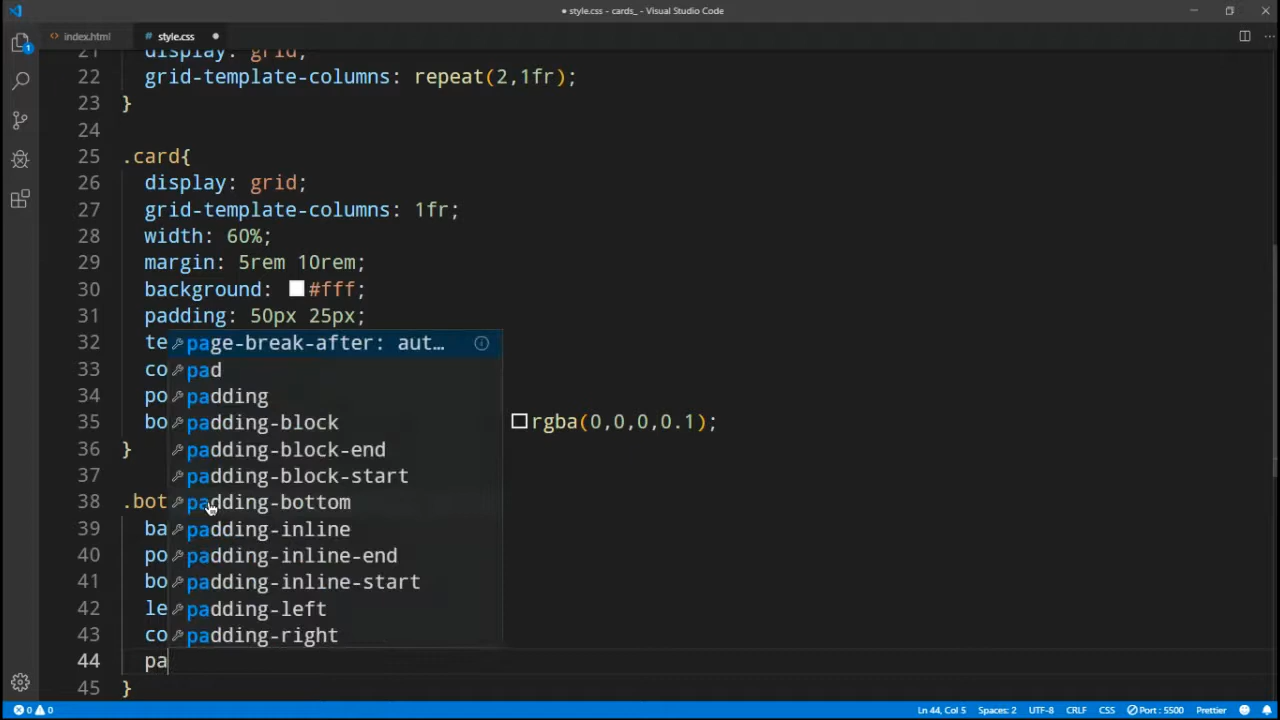 ● style.css - cards_ - Visual Studio Code
index.html
style.css
21 display: grid;
22 grid-template-columns: repeat(2,1fr);
23 }
24
25 .card{
26 display: grid;
27 grid-template-columns: 1fr;
28 width: 60%;
29 margin: 5rem 10rem;
30 background: #fff;
31 padding: 50px 25px;
32 te
page-break-after: aut…
33 co
pad
34 po
padding
35 bo
padding-block
rgba(0,0,0,0.1);
36 }
padding-block-end
37
padding-block-start
38 .bot
padding-bottom
39 ba
padding-inline
40 po
padding-inline-end
41 bo
padding-inline-start
42 le
padding-left
43 co
padding-right
44 pa
45 }
1
0 0
Ln 44, Col 5
Spaces: 2
UTF-8
CRLF
CSS
Port : 5500
Prettier